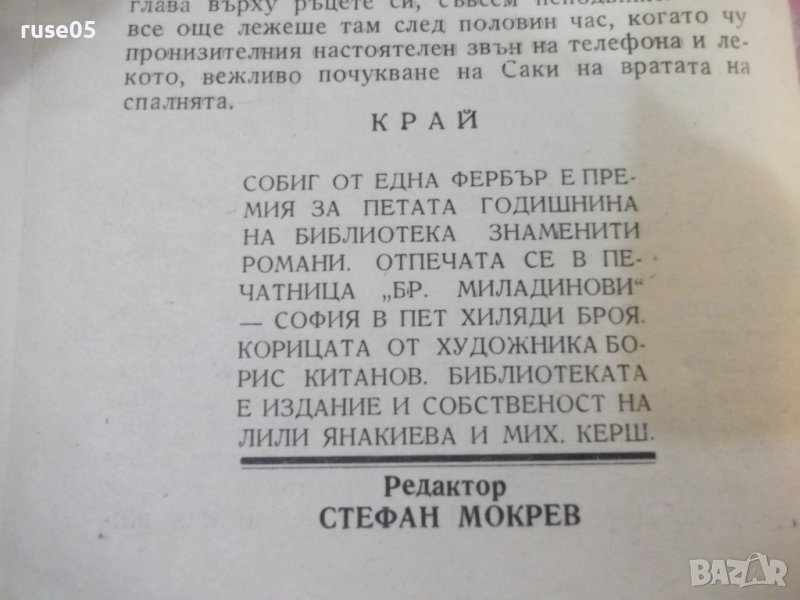 ruse05
глава върху ръцете си, съвсем
все още лежеше там след половин час, когато чу
пронизителния настоятелен звън на телефона и ле-
кото, вежливо почукване на Саки на вратата на
спалнята.
КРАЙ
СОБИГ ОТ ЕДНА ФЕРБЪР Е ПРЕ-
МИЯ ЗА ПЕТАТА ГОДИШНИНА
НА БИБЛИОТЕКА ЗНАМЕНИТИ
РОМАНИ. ОТПЕЧАТА СЕ В ПЕ-
ЧАТНИЦА „БР. МИЛАДИНОВИ“
— СОФИЯ В ПЕТ ХИЛЯДИ БРОЯ.
КОРИЦАТА ОТ ХУДОЖНИКА БО-
РИС КИТАНОВ. БИБЛИОТЕКАТА
Е ИЗДАНИЕ И СОБСТВЕНОСТ НА
ЛИЛИ ЯНАКИЕВА И МИХ. КЕРШ.
Редактор
СТЕФАН МОКРЕВ
BAZAR